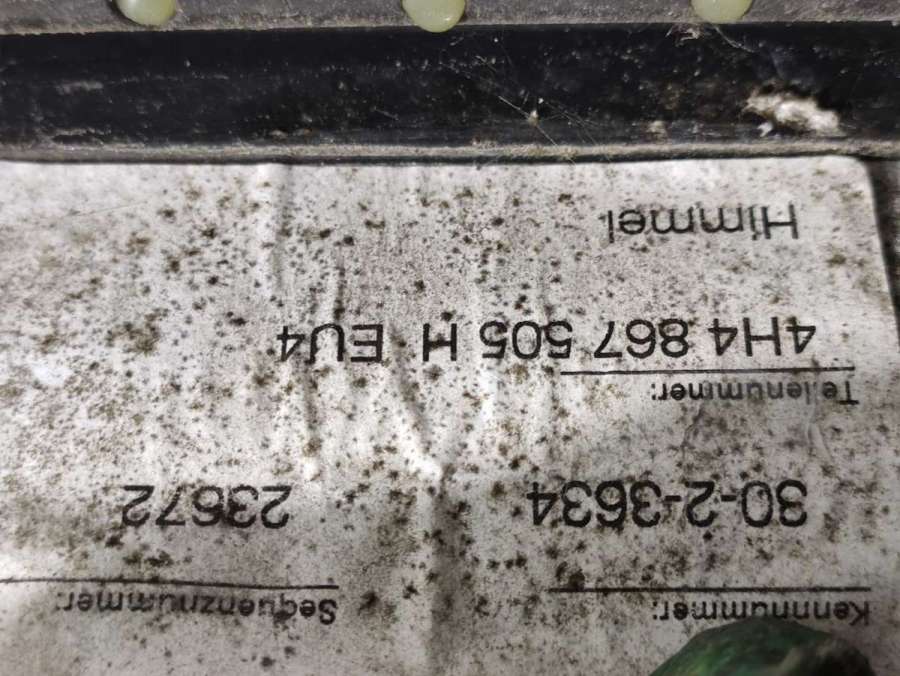 Kennnummer: Sequenznummer:
30-2-3634 23672
Teilenummer:
4H4 867 505 H EU4
Himmel